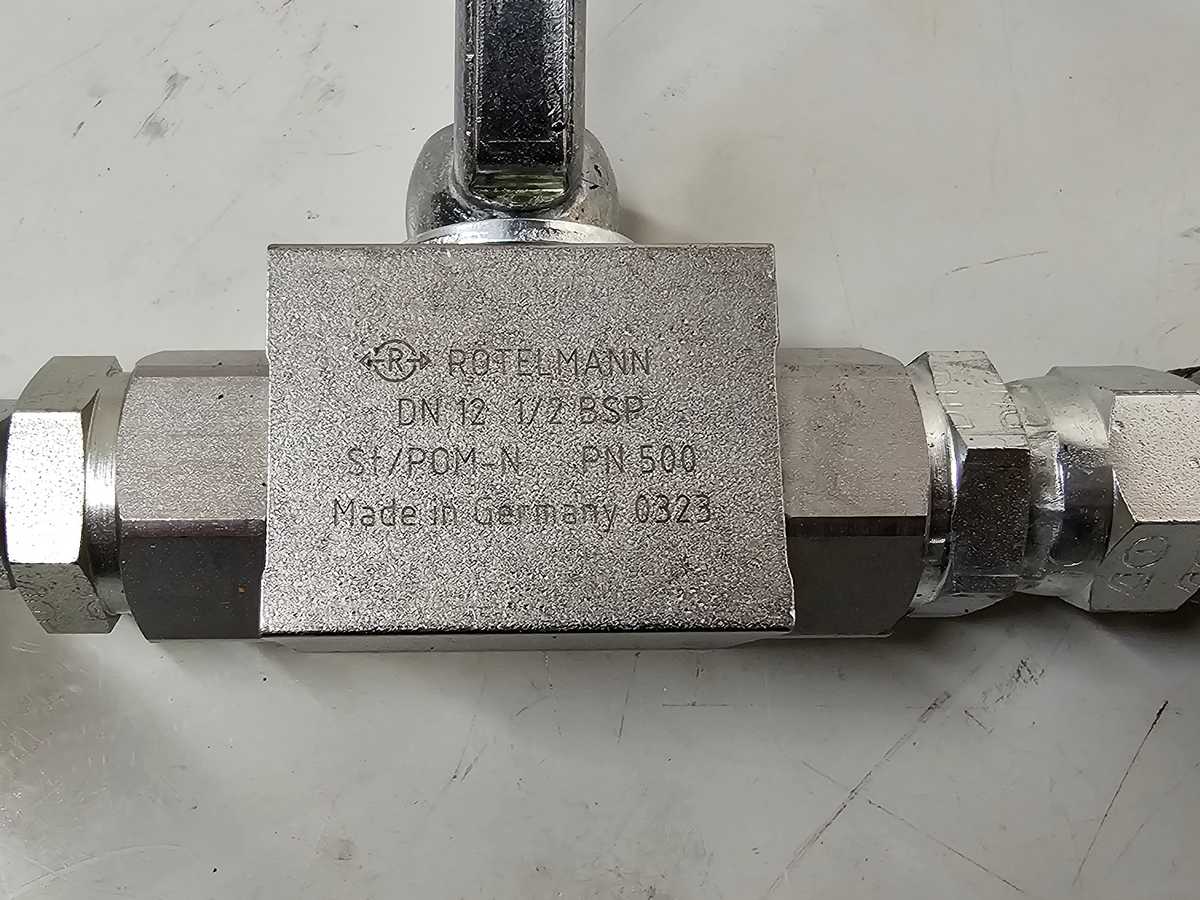 R ROTELMANN
DN 12 1/2 BSP
St/POM-N PN 500
Made in Germany 0323